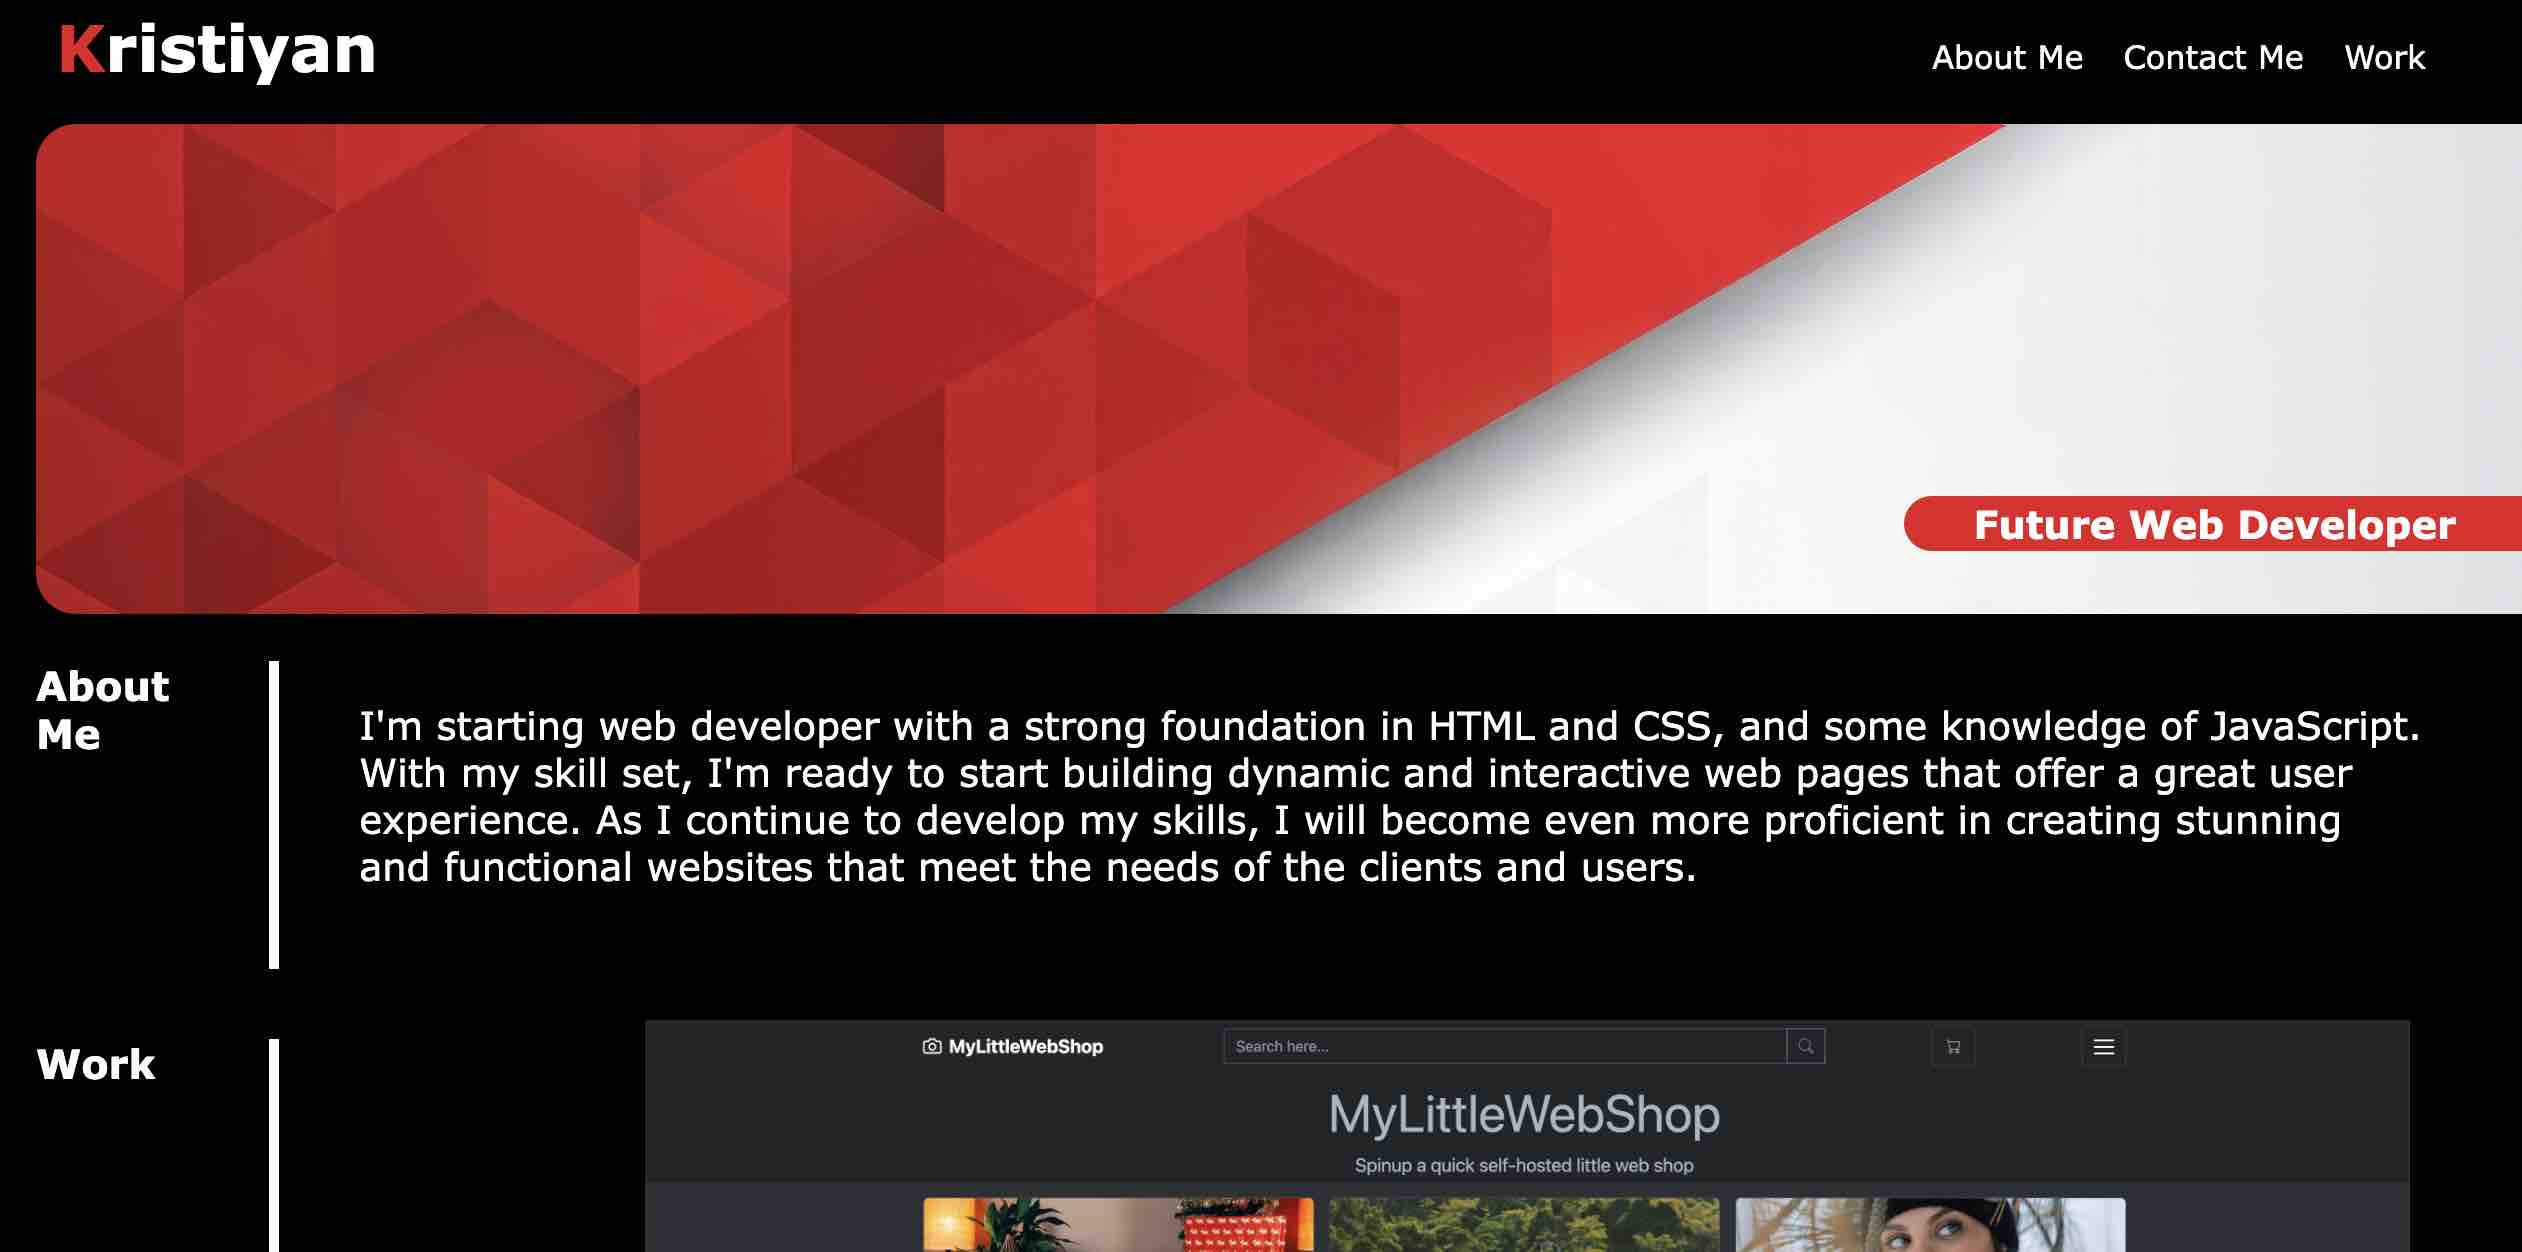 Kristiyan
About Me Contact Me Work
Future Web Developer
About
Me
I'm starting web developer with a strong foundation in HTML and CSS, and some knowledge of JavaScript.
With my skill set, I'm ready to start building dynamic and interactive web pages that offer a great user
experience. As I continue to develop my skills, I will become even more proficient in creating stunning
and functional websites that meet the needs of the clients and users.
Work
MyLittleWebShop
Search here...
MyLittleWebShop
Spinup a quick self-hosted little web shop